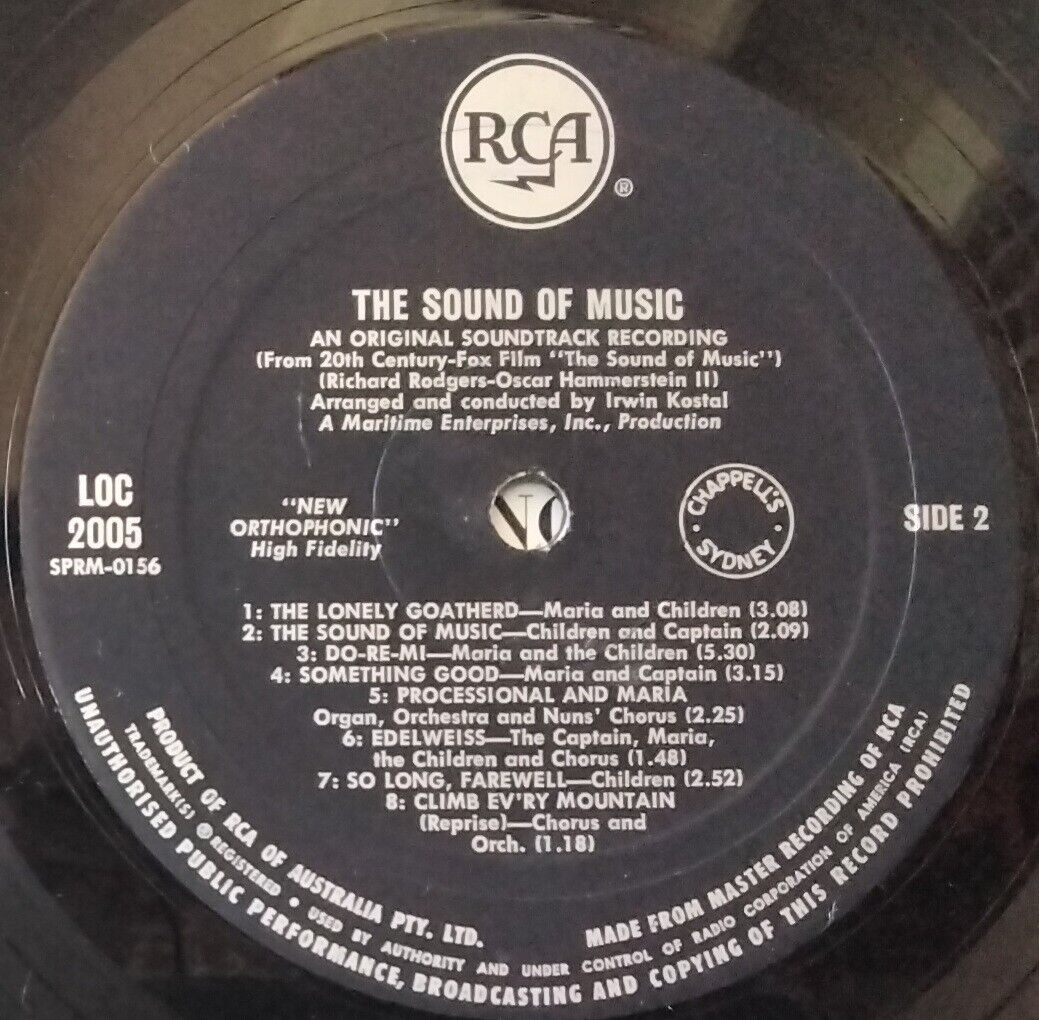 RCA
®
THE SOUND OF MUSIC
AN ORIGINAL SOUNDTRACK RECORDING
(From 20th Century-Fox Film "The Sound of Music")
(Richard Rodgers-Oscar Hammerstein II)
Arranged and conducted by Irwin Kostal
A Maritime Enterprises, Inc., Production
LOC
2005
SPRM-0156
"NEW
ORTHOPHONIC"
High Fidelity
CHAPPELL'S
SYDNEY
SIDE 2
1: THE LONELY GOATHERD—Maria and Children (3.08)
2: THE SOUND OF MUSIC—Children and Captain (2.09)
3: DO-RE-MI—Maria and the Children (5.30)
4: SOMETHING GOOD—Maria and Captain (3.15)
5: PROCESSIONAL AND MARIA
Organ, Orchestra and Nuns' Chorus (2.25)
6: EDELWEISS—The Captain, Maria,
the Children and Chorus (1.48)
7: SO LONG, FAREWELL—Children (2.52)
8: CLIMB EV'RY MOUNTAIN
(Reprise)—Chorus and
Orch. (1.18)
PRODUCT OF RCA OF AUSTRALIA PTY. LTD. MADE FROM MASTER RECORDING OF RCA
TRADEMARK(S) ® REGISTERED • USED BY AUTHORITY AND UNDER CONTROL OF RADIO CORPORATION OF AMERICA (RCA)
UNAUTHORISED PUBLIC PERFORMANCE, BROADCASTING AND COPYING OF THIS RECORD PROHIBITED